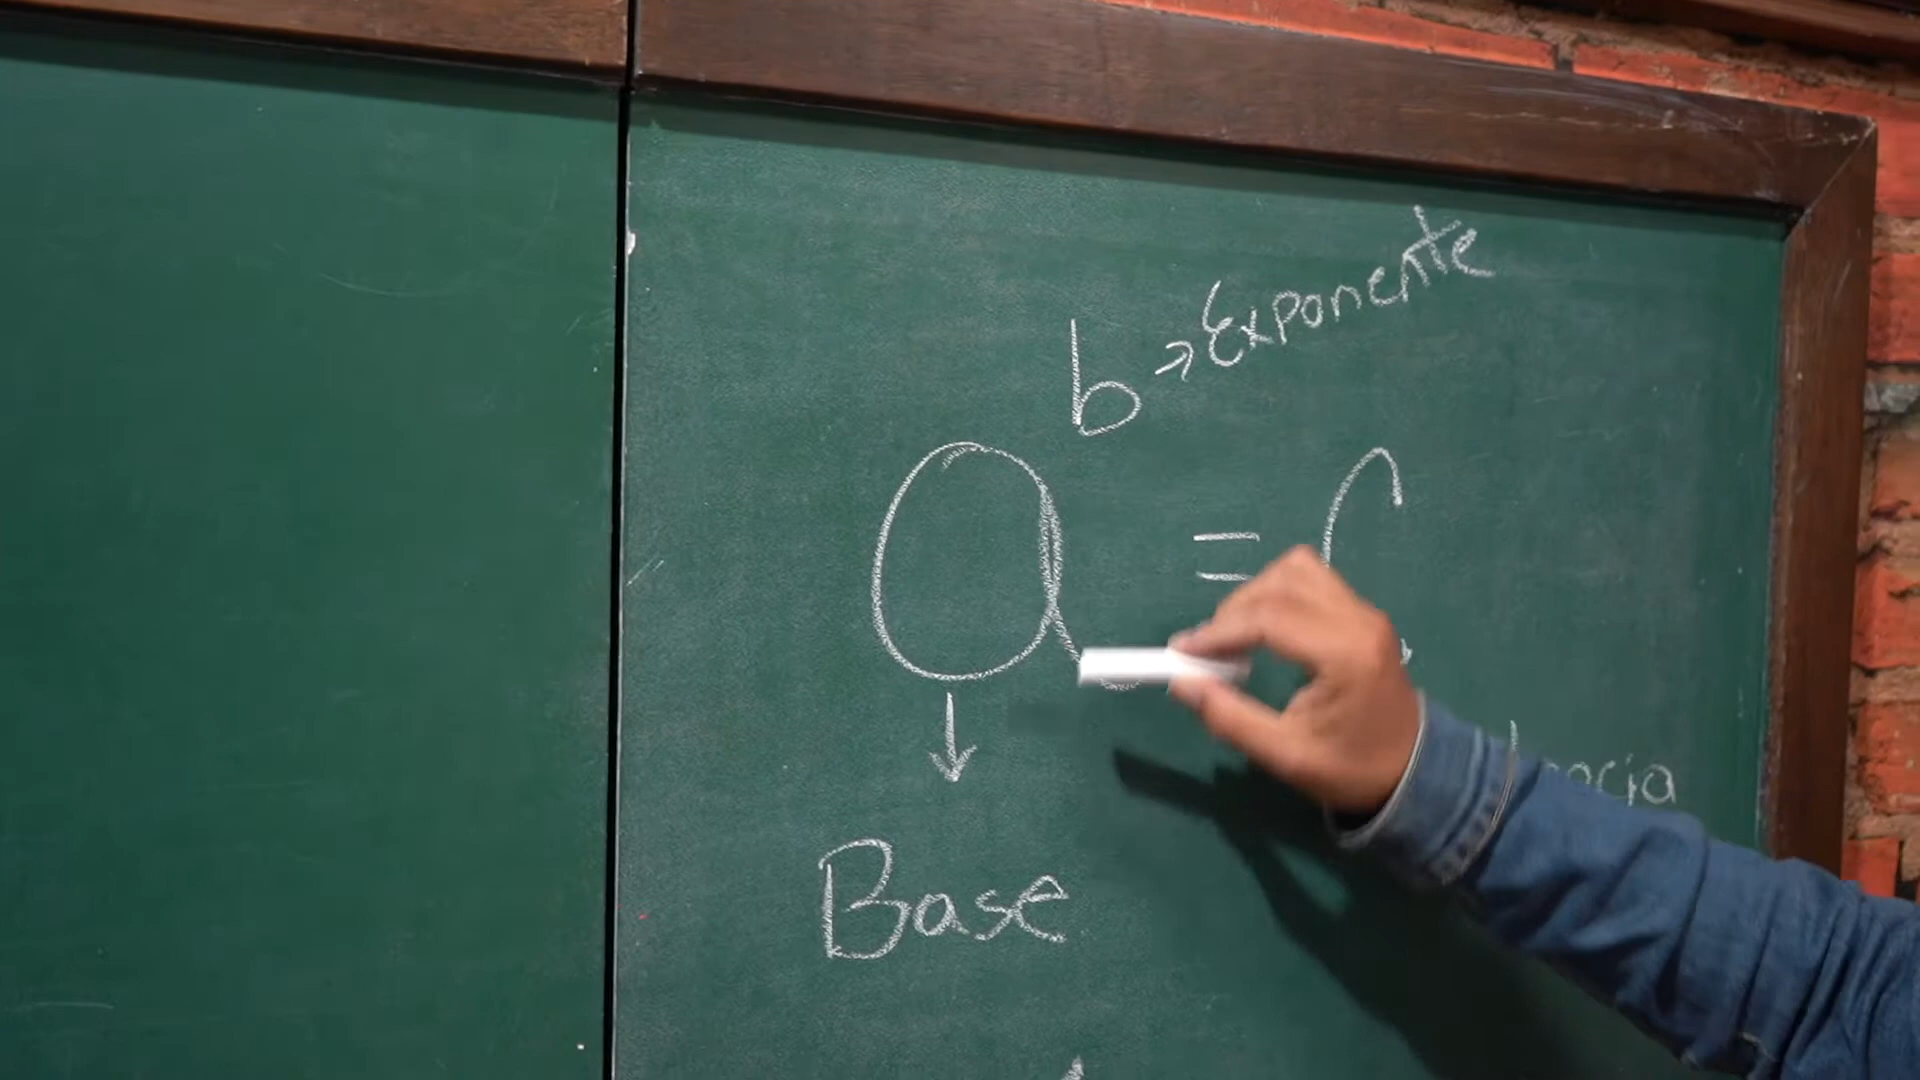 b → Exponente
a = c
Base